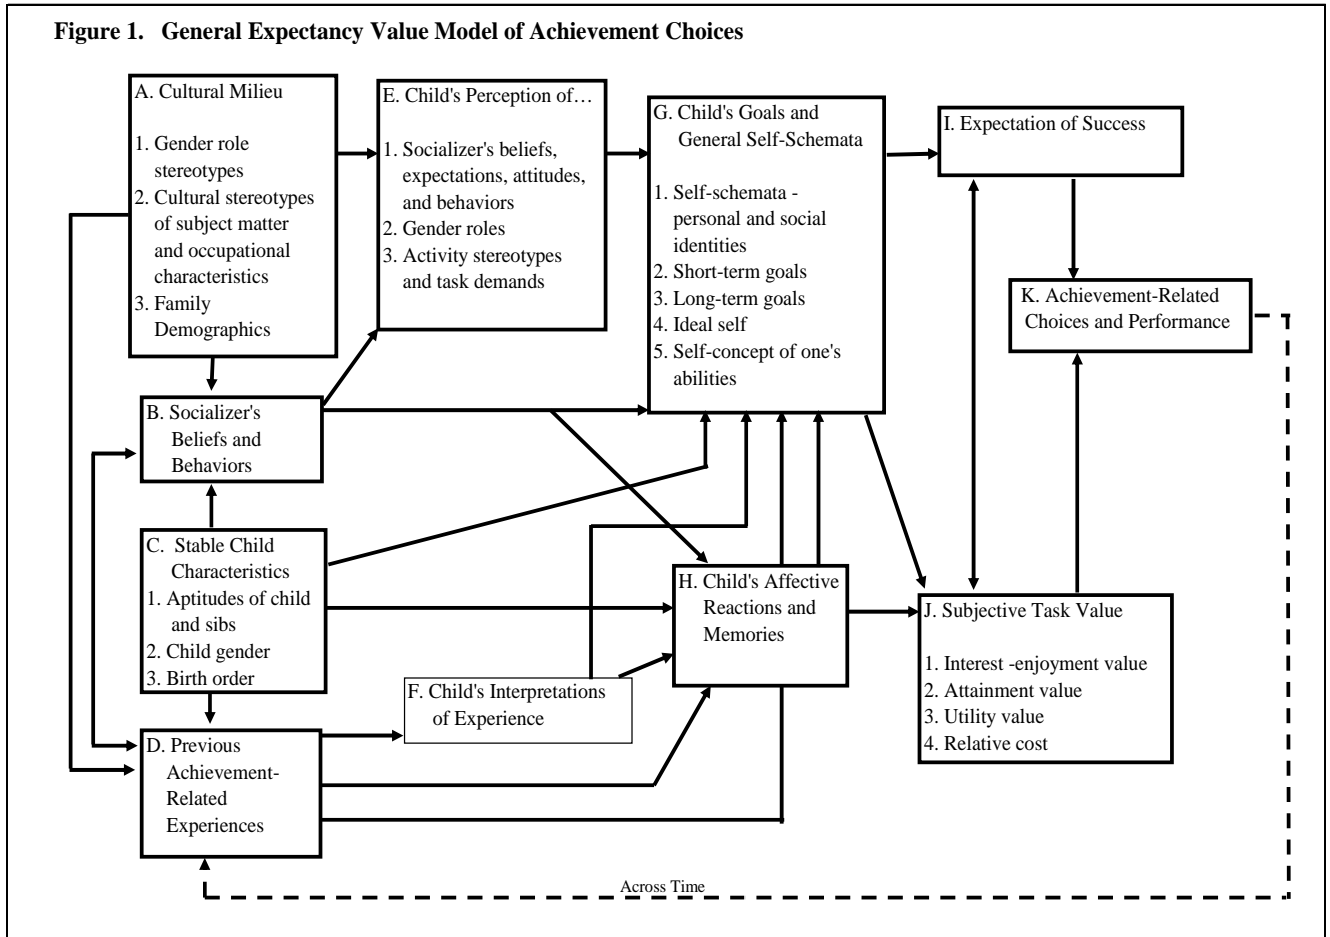 Figure 1. General Expectancy Value Model of Achievement Choices
A. Cultural Milieu
1. Gender role
stereotypes
2. Cultural stereotypes
of subject matter
and occupational
characteristics
3. Family
Demographics
E. Child's Perception of…
1. Socializer's beliefs,
expectations, attitudes,
and behaviors
2. Gender roles
3. Activity stereotypes
and task demands
G. Child's Goals and
General Self-Schemata
1. Self-schemata -
personal and social
identities
2. Short-term goals
3. Long-term goals
4. Ideal self
5. Self-concept of one's
abilities
I. Expectation of Success
K. Achievement-Related
Choices and Performance
B. Socializer's
Beliefs and
Behaviors
C. Stable Child
Characteristics
1. Aptitudes of child
and sibs
2. Child gender
3. Birth order
H. Child's Affective
Reactions and
Memories
J. Subjective Task Value
1. Interest -enjoyment value
2. Attainment value
3. Utility value
4. Relative cost
F. Child's Interpretations
of Experience
D. Previous
Achievement-
Related
Experiences
Across Time